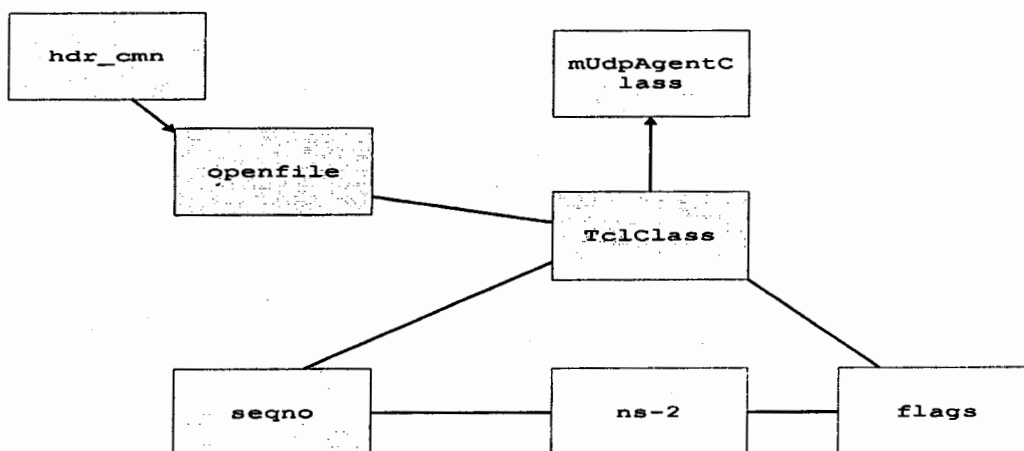 hdr_cmn
mUdpAgentC
lass
openfile
TclClass
seqno
ns-2
flags